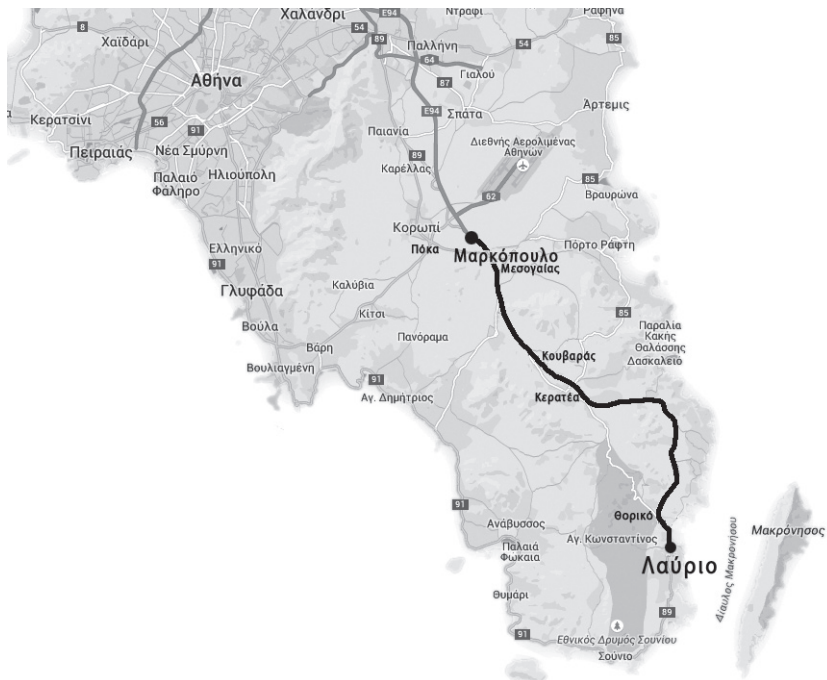 Ντράφι
Ραφήνα
Χαλάνδρι
E94
8
54
85
Χαϊδάρι
89
Παλλήνη
54
64
Γιαλού
Αθήνα
87
E94
Άρτεμις
Σπάτα
Κερατσίνι
56
91
Παιανία
Διεθνής Αερολιμένας
Αθηνών
Πειραιάς
Νέα Σμύρνη
89
Καρέλλας
Παλαιό
Φάληρο
Ηλιούπολη
85
62
Βραυρώνα
Κορωπί
Ελληνικό
Πόκα
Μαρκόπουλο
Μεσογαίας
Πόρτο Ράφτη
91
Γλυφάδα
Καλύβια
Κίτσι
85
Βούλα
Πανόραμα
Παραλία
Κακής
Θαλάσσης
Δασκαλειό
Βάρη
Κουβαράς
Βουλιαγμένη
91
Αγ. Δημήτριος
Κερατέα
91
Θορικό
Ανάβυσσος
Αγ. Κωνσταντίνος
Παλαιά
Φωκαια
Λαύριο
Δίαυλος Μακρονήσου
Μακρόνησος
Θυμάρι
89
91
Εθνικός Δρυμός Σουνίου
Σούνιο